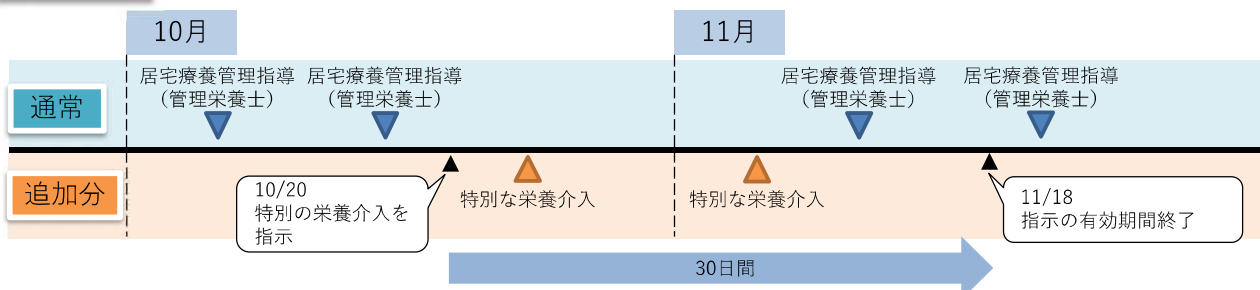 10月
11月
居宅療養管理指導
(管理栄養士)
居宅療養管理指導
(管理栄養士)
居宅療養管理指導
(管理栄養士)
居宅療養管理指導
(管理栄養士)
通常
追加分
10/20
特別の栄養介入を
指示
特別な栄養介入
特別な栄養介入
11/18
指示の有効期間終了
30日間